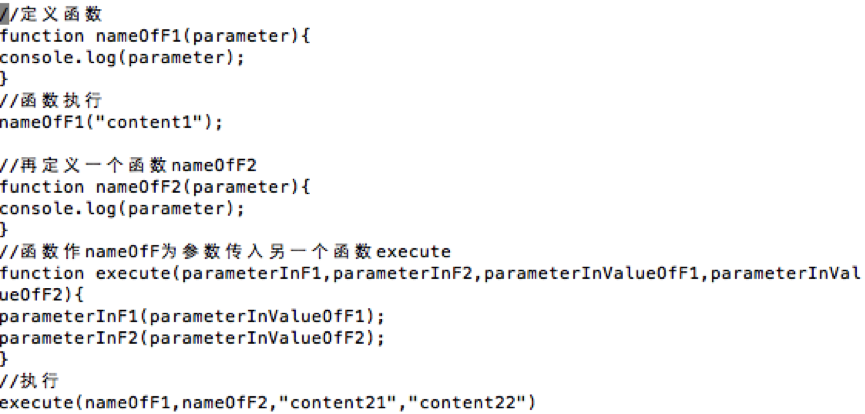 //定义函数
function nameOfF1(parameter){
console.log(parameter);
}
//函数执行
nameOfF1("content1");
//再定义一个函数nameOfF2
function nameOfF2(parameter){
console.log(parameter);
}
//函数作nameOfF为参数传入另一个函数execute
function execute(parameterInF1,parameterInF2,parameterInValueOfF1,parameterInVal
ueOfF2){
parameterInF1(parameterInValueOfF1);
parameterInF2(parameterInValueOfF2);
}
//执行
execute(nameOfF1,nameOfF2,"content21","content22")